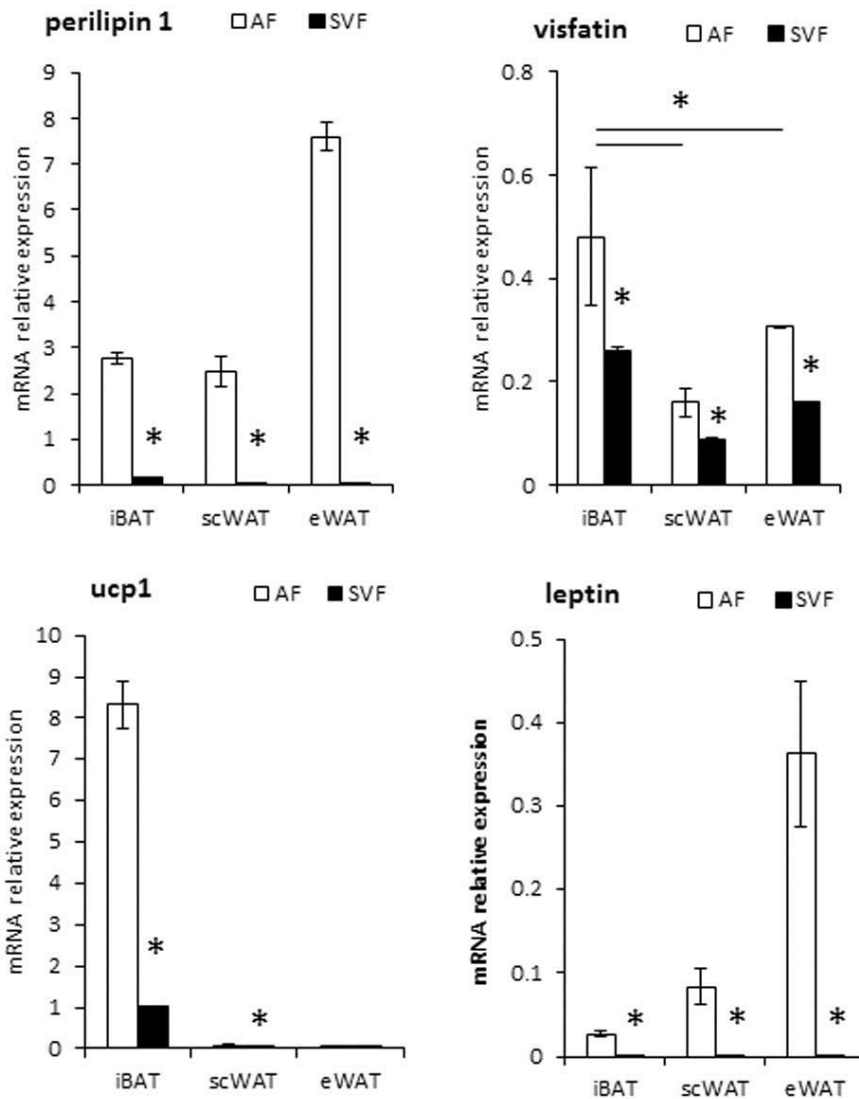 perilipin 1
AF SVF
mRNA relative expression
9
8
7
6
5
4
3
2
1
0
*
*
*
iBAT scWAT eWAT
visfatin
AF SVF
mRNA relative expression
0.8
0.6
0.4
0.2
0
*
*
*
*
iBAT scWAT eWAT
ucp1
AF SVF
mRNA relative expression
10
9
8
7
6
5
4
3
2
1
0
*
*
iBAT scWAT eWAT
leptin
AF SVF
mRNA relative expression
0.5
0.4
0.3
0.2
0.1
0
*
*
*
iBAT scWAT eWAT